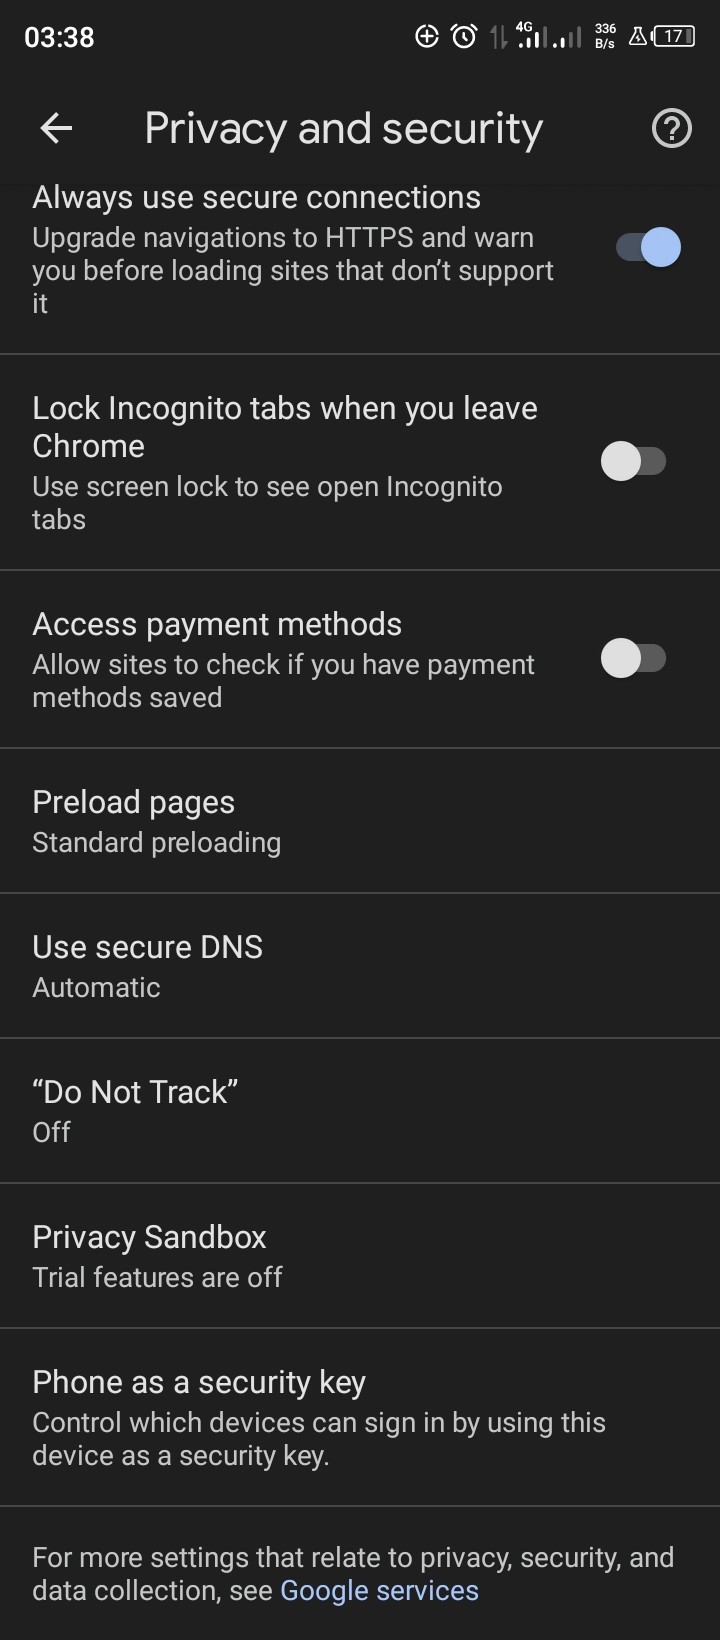 03:38
4G
336
B/s
17
Privacy and security
Always use secure connections
Upgrade navigations to HTTPS and warn
you before loading sites that don’t support
it
Lock Incognito tabs when you leave
Chrome
Use screen lock to see open Incognito
tabs
Access payment methods
Allow sites to check if you have payment
methods saved
Preload pages
Standard preloading
Use secure DNS
Automatic
“Do Not Track”
Off
Privacy Sandbox
Trial features are off
Phone as a security key
Control which devices can sign in by using this
device as a security key.
For more settings that relate to privacy, security, and
data collection, see Google services